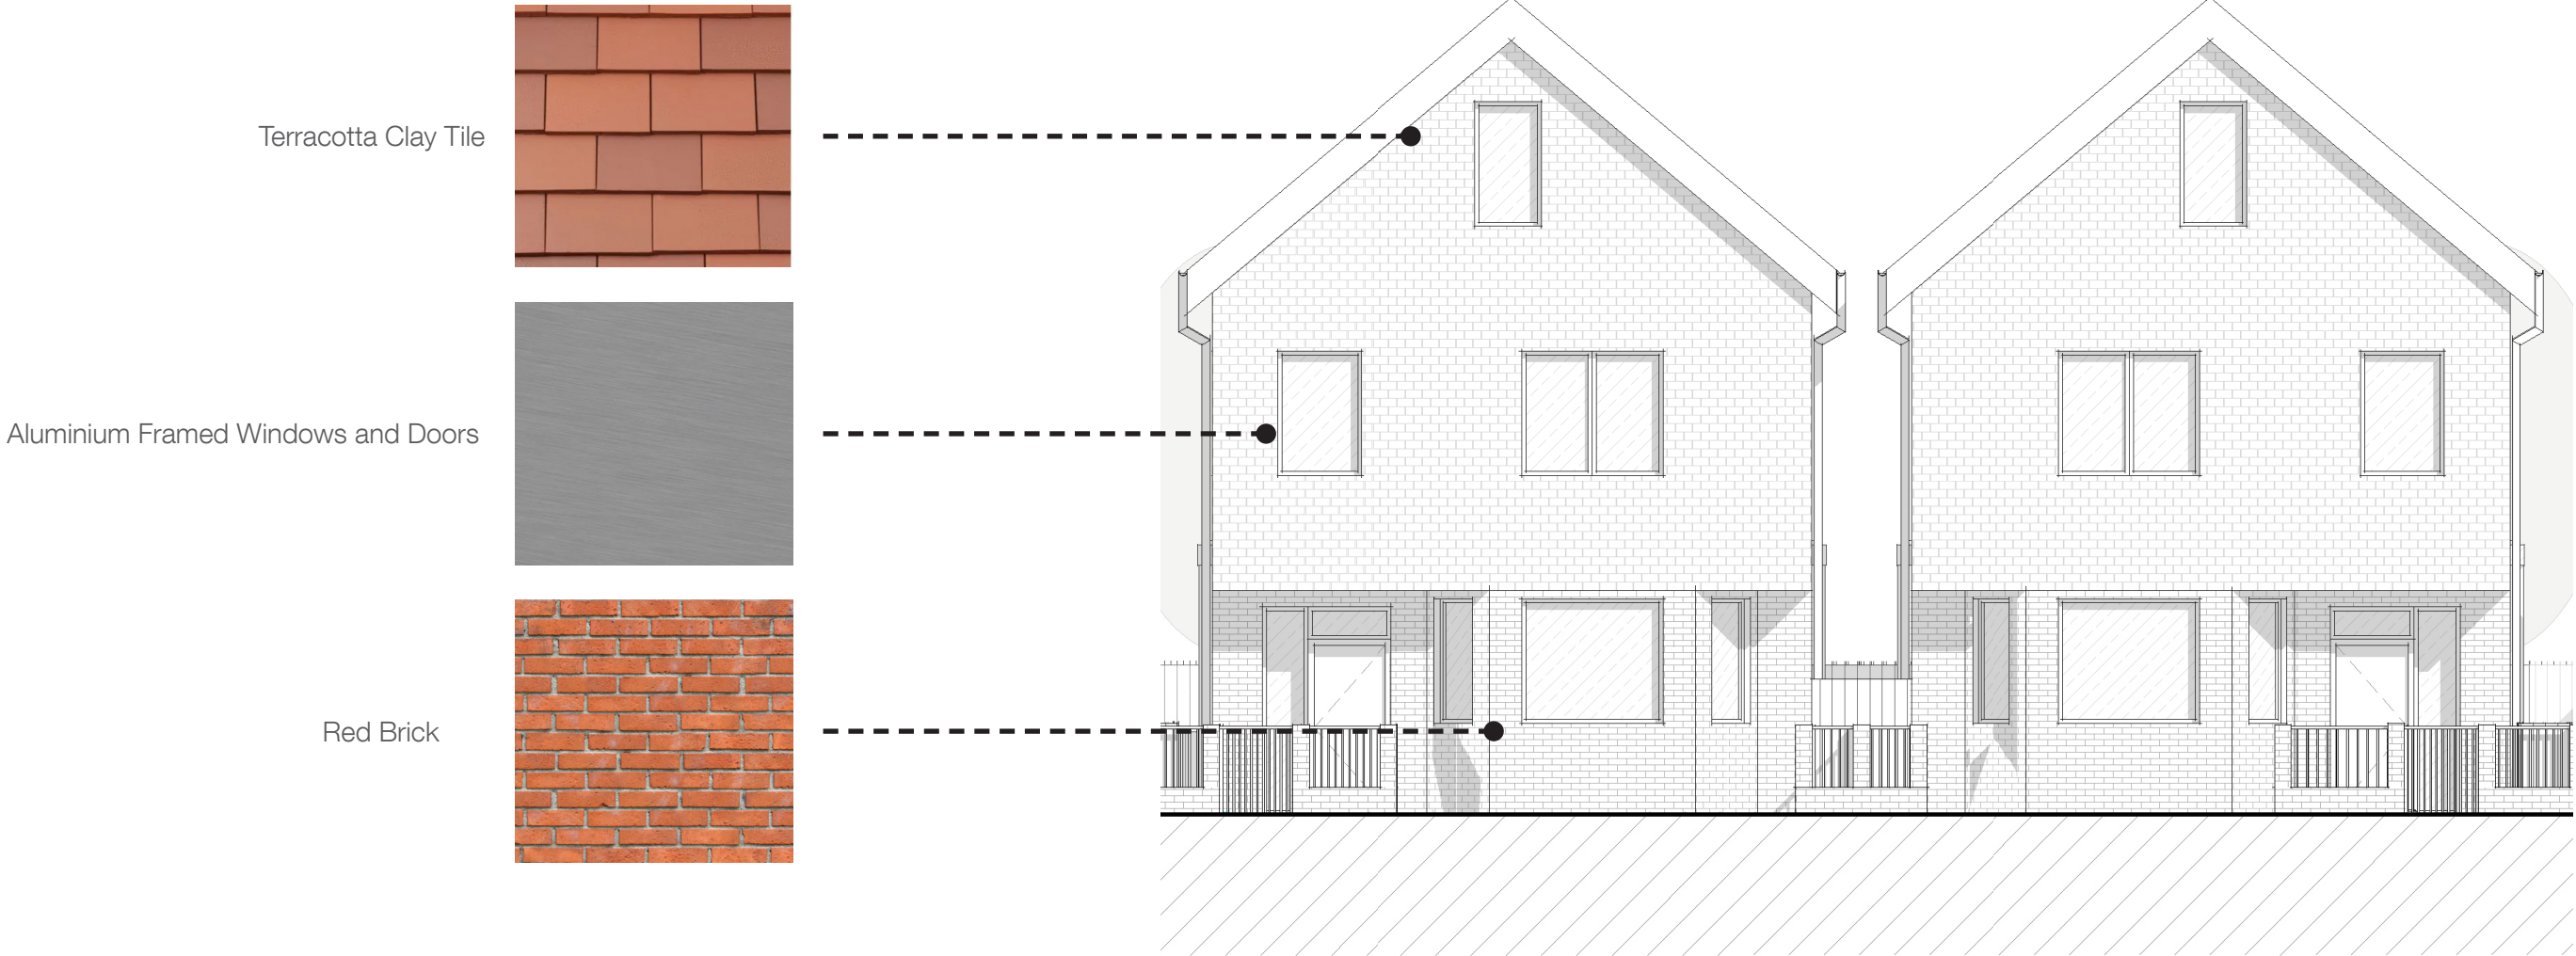 Terracotta Clay Tile
Aluminium Framed Windows and Doors
Red Brick